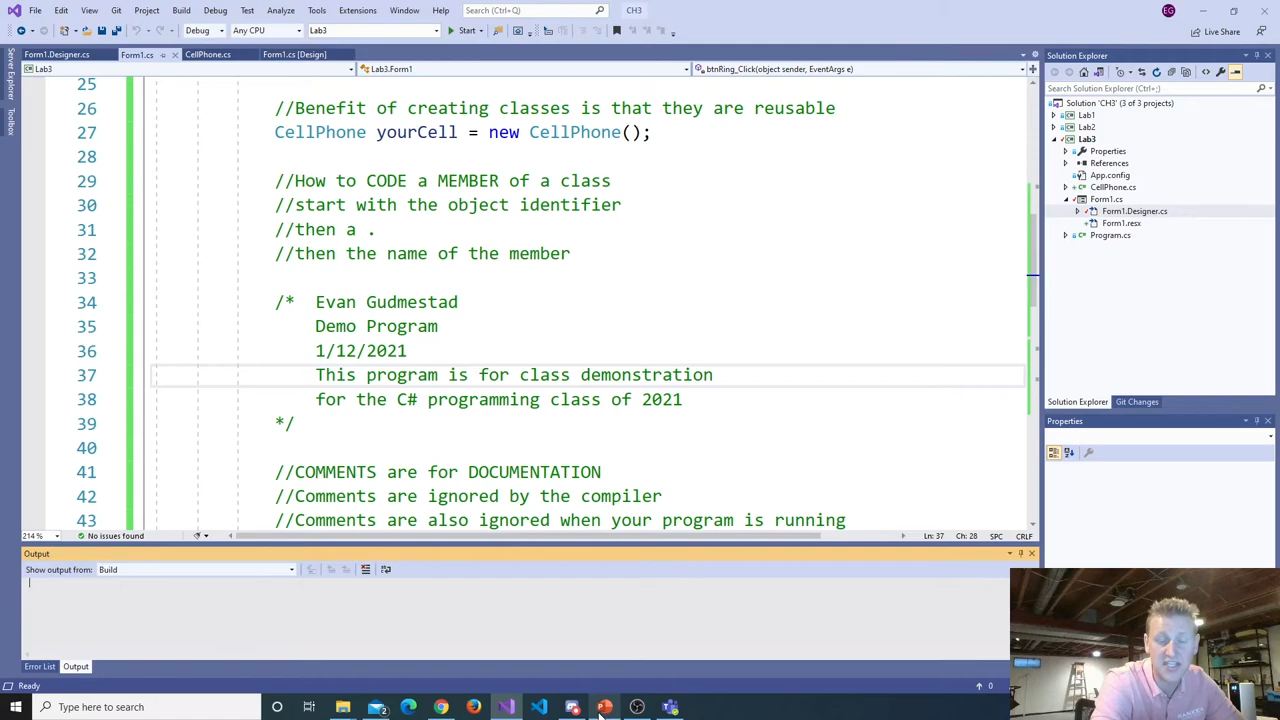 File Edit View Git Project Build Debug Test Analyze Tools Extensions Window Help Search (Ctrl+;) CH3 EG
Debug Any CPU Lab3 Start Live Share
Form1.Designer.cs Form1.cs CellPhone.cs Form1.cs [Design]
Lab3 Lab3.Form1 btnRing_Click(object sender, EventArgs e)
Server Explorer
Toolbox
25
26 //Benefit of creating classes is that they are reusable
27 CellPhone yourCell = new CellPhone();
28
29 //How to CODE a MEMBER of a class
30 //start with the object identifier
31 //then a .
32 //then the name of the member
33
34 /* Evan Gudmestad
35 Demo Program
36 1/12/2021
37 This program is for class demonstration
38 for the C# programming class of 2021
39 */
40
41 //COMMENTS are for DOCUMENTATION
42 //Comments are ignored by the compiler
43 //Comments are also ignored when your program is running
214 % No issues found Ln: 37 Ch: 28 SPC CRLF
Output
Show output from: Build
Error List Output
Solution Explorer
Search Solution Explorer (Ctrl+;)
Solution 'CH3' (3 of 3 projects)
Lab1
Lab2
Lab3
Properties
References
App.config
CellPhone.cs
Form1.cs
Form1.Designer.cs
Form1.resx
Program.cs
Solution Explorer Git Changes
Properties
Ready 0
Type here to search 2